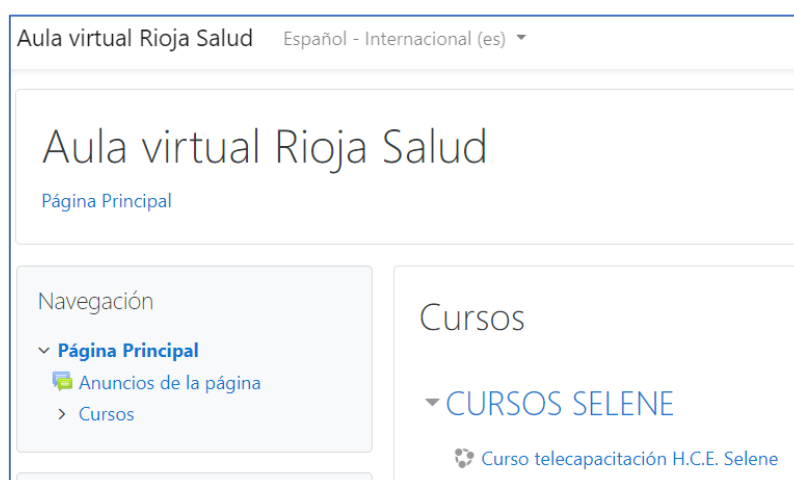 Aula virtual Rioja Salud Español - Internacional (es)
Aula virtual Rioja Salud
Página Principal
Navegación
Página Principal
Anuncios de la página
Cursos
Cursos
CURSOS SELENE
Curso telecapacitación H.C.E. Selene